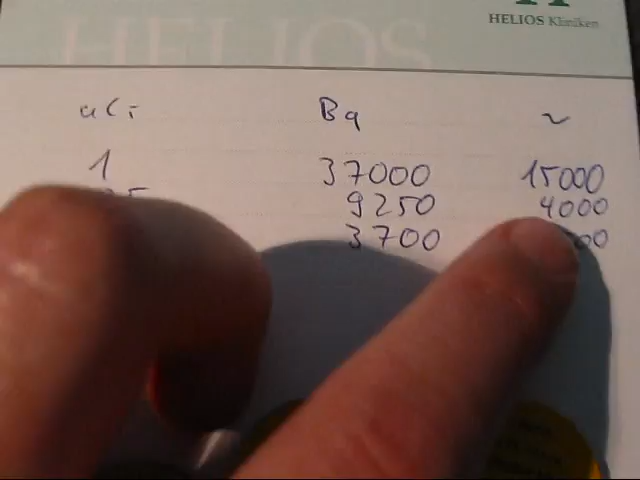 HELIOS Kliniken
HELIOS
uCi Bq ~
1 37000 15000
9250 4000
3700